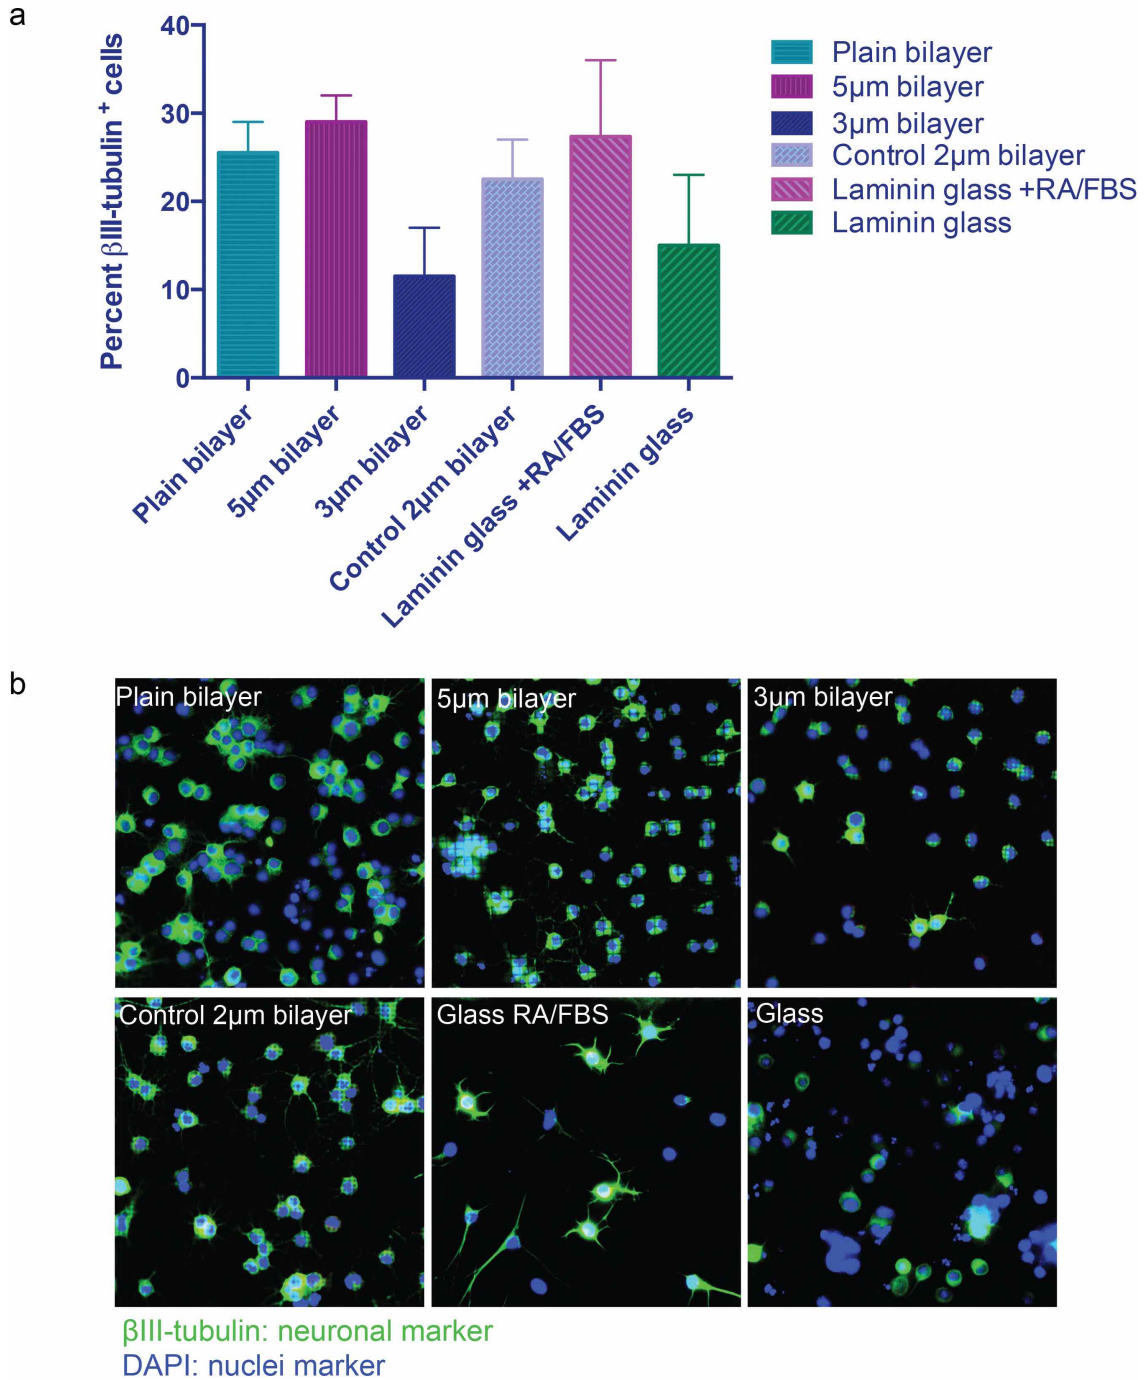 a
Percent βIII-tubulin + cells
40
30
20
10
0
Plain bilayer
5µm bilayer
3µm bilayer
Control 2µm bilayer
Laminin glass +RA/FBS
Laminin glass
Plain bilayer
5µm bilayer
3µm bilayer
Control 2µm bilayer
Laminin glass +RA/FBS
Laminin glass
b
Plain bilayer
5µm bilayer
3µm bilayer
Control 2µm bilayer
Glass RA/FBS
Glass
βIII-tubulin: neuronal marker
DAPI: nuclei marker